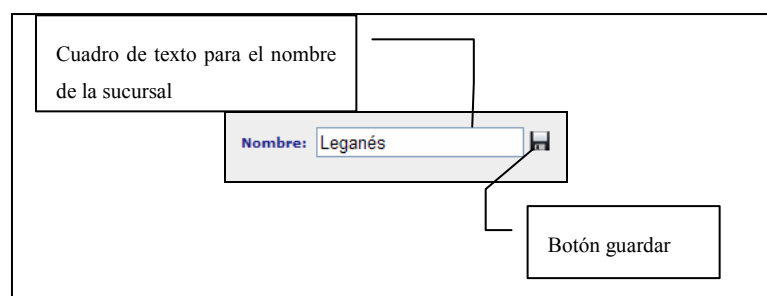 Cuadro de texto para el nombre
de la sucursal
Nombre: Leganés
Botón guardar